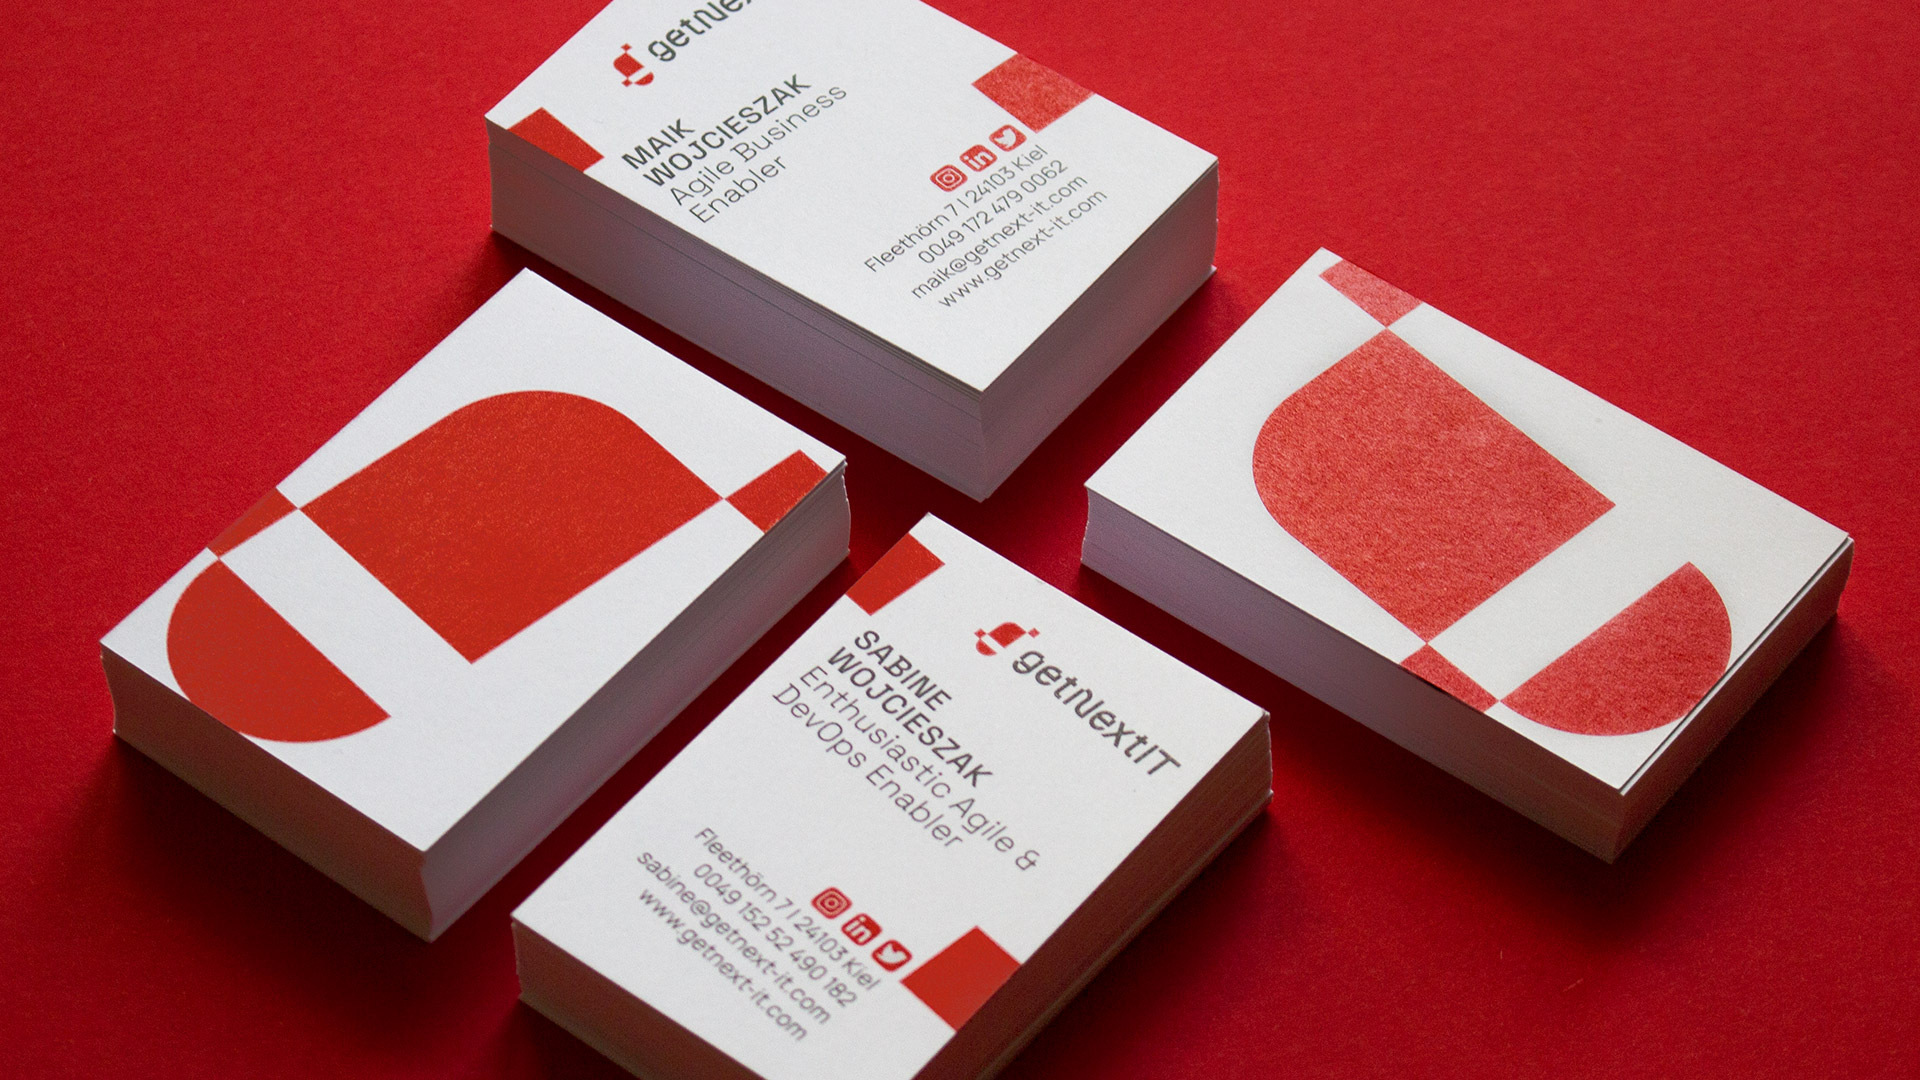 getNex
MAIK
WOJCIESZAK
Agile Business
Enabler
Fleethörn 7 | 24103 Kiel
0049 172 479 0062
maik@getnext-it.com
www.getnext-it.com
getNextIT
SABINE
WOJCIESZAK
Enthusiastic Agile &
DevOps Enabler
Fleethörn 7 | 24103 Kiel
0049 152 52 490 182
sabine@getnext-it.com
www.getnext-it.com